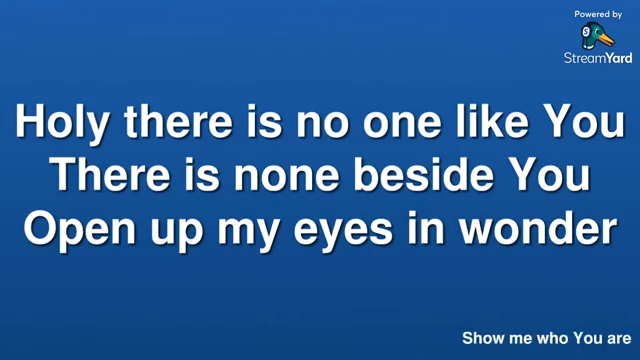 Powered by
StreamYard
Holy there is no one like You
There is none beside You
Open up my eyes in wonder
Show me who You are